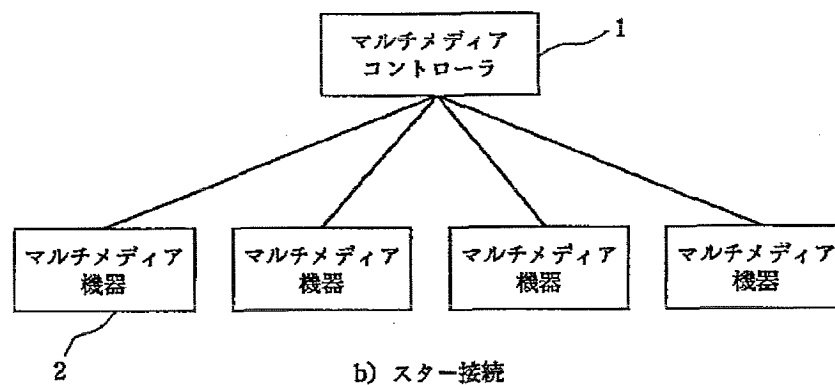 マルチメディア
コントローラ
1
マルチメディア
機器
マルチメディア
機器
マルチメディア
機器
マルチメディア
機器
2
b) スター接続